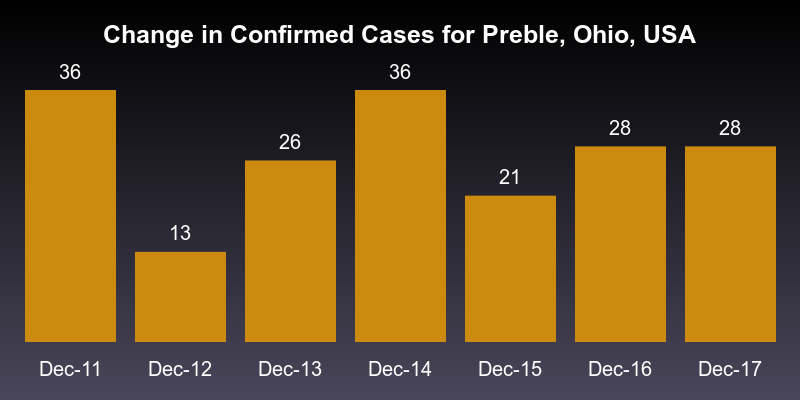 Change in Confirmed Cases for Preble, Ohio, USA
36
13
26
36
21
28
28
Dec-11
Dec-12
Dec-13
Dec-14
Dec-15
Dec-16
Dec-17